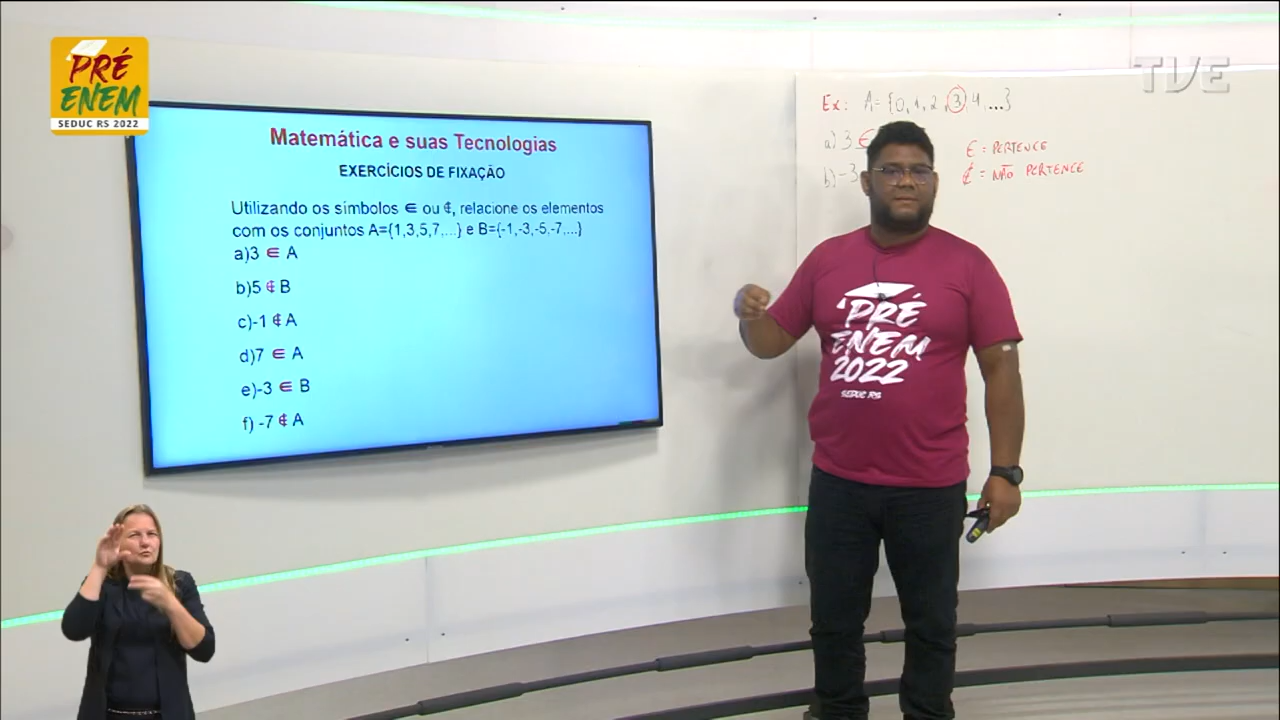 PRÉ
ENEM
SEDUC RS 2022
TVE
Matemática e suas Tecnologias
EXERCÍCIOS DE FIXAÇÃO
Utilizando os símbolos ∈ ou ∉, relacione os elementos
com os conjuntos A={1,3,5,7,...} e B={-1,-3,-5,-7,...}
a)3 ∈ A
b)5 ∉ B
c)-1 ∉ A
d)7 ∈ A
e)-3 ∈ B
f) -7 ∉ A
Ex: A={0,1,2,3,4,...}
a) 3 ∈
b) -3
∈ = PERTENCE
∉ = NÃO PERTENCE
PRÉ
ENEM
2022
SEDUC RS